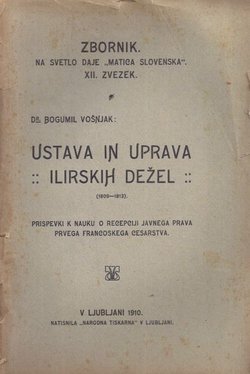 ZBORNIK.
NA SVETLO DAJE „MATICA SLOVENSKA“.
XII. ZVEZEK.
DR. BOGUMIL VOŠNJAK:
USTAVA IN UPRAVA
:: ILIRSKIH DEŽEL ::
(1809—1813).
PRISPEVKI K NAUKU O RECEPCIJI JAVNEGA PRAVA
PRVEGA FRANCOSKEGA CESARSTVA.
V LJUBLJANI 1910.
NATISNILA „NARODNA TISKARNA“ V LJUBLJANI.